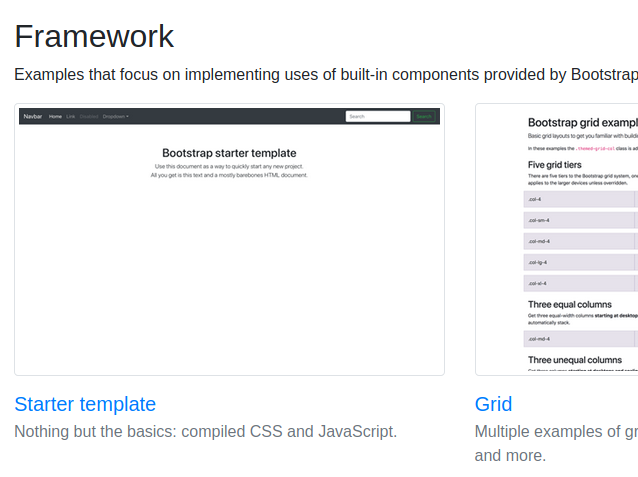 Framework
Examples that focus on implementing uses of built-in components provided by Bootstrap
Navbar Home Link Disabled Dropdown Search Search
Bootstrap starter template
Use this document as a way to quickly start any new project.
All you get is this text and a mostly barebones HTML document.
Starter template
Nothing but the basics: compiled CSS and JavaScript.
Bootstrap grid exampl
Basic grid layouts to get you familiar with buildi
In these examples the .themed-grid-col class is ad
Five grid tiers
There are five tiers to the Bootstrap grid system, one
applies to the larger devices unless overridden.
.col-4
.col-sm-4
.col-md-4
.col-lg-4
.col-xl-4
Three equal columns
Get three equal-width columns starting at desktop
automatically stack.
.col-md-4
Three unequal columns
Grid
Multiple examples of gr
and more.